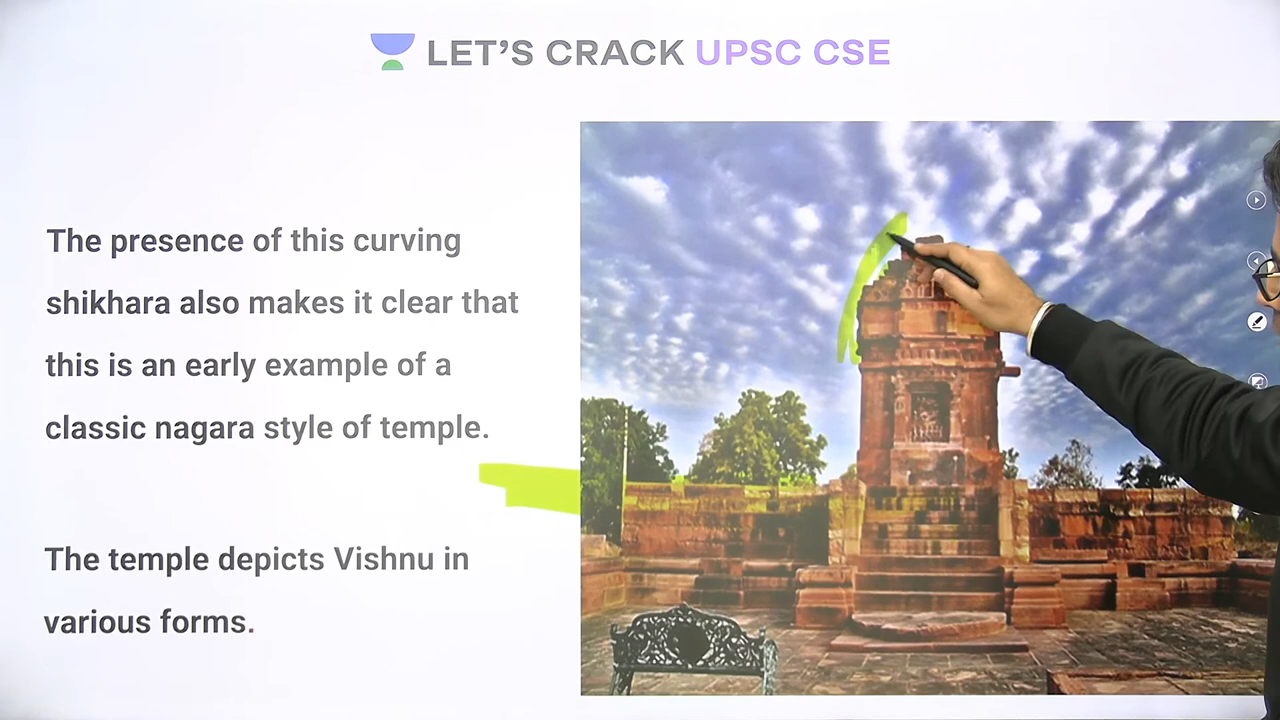 LET'S CRACK UPSC CSE
The presence of this curving
shikhara also makes it clear that
this is an early example of a
classic nagara style of temple.
The temple depicts Vishnu in
various forms.